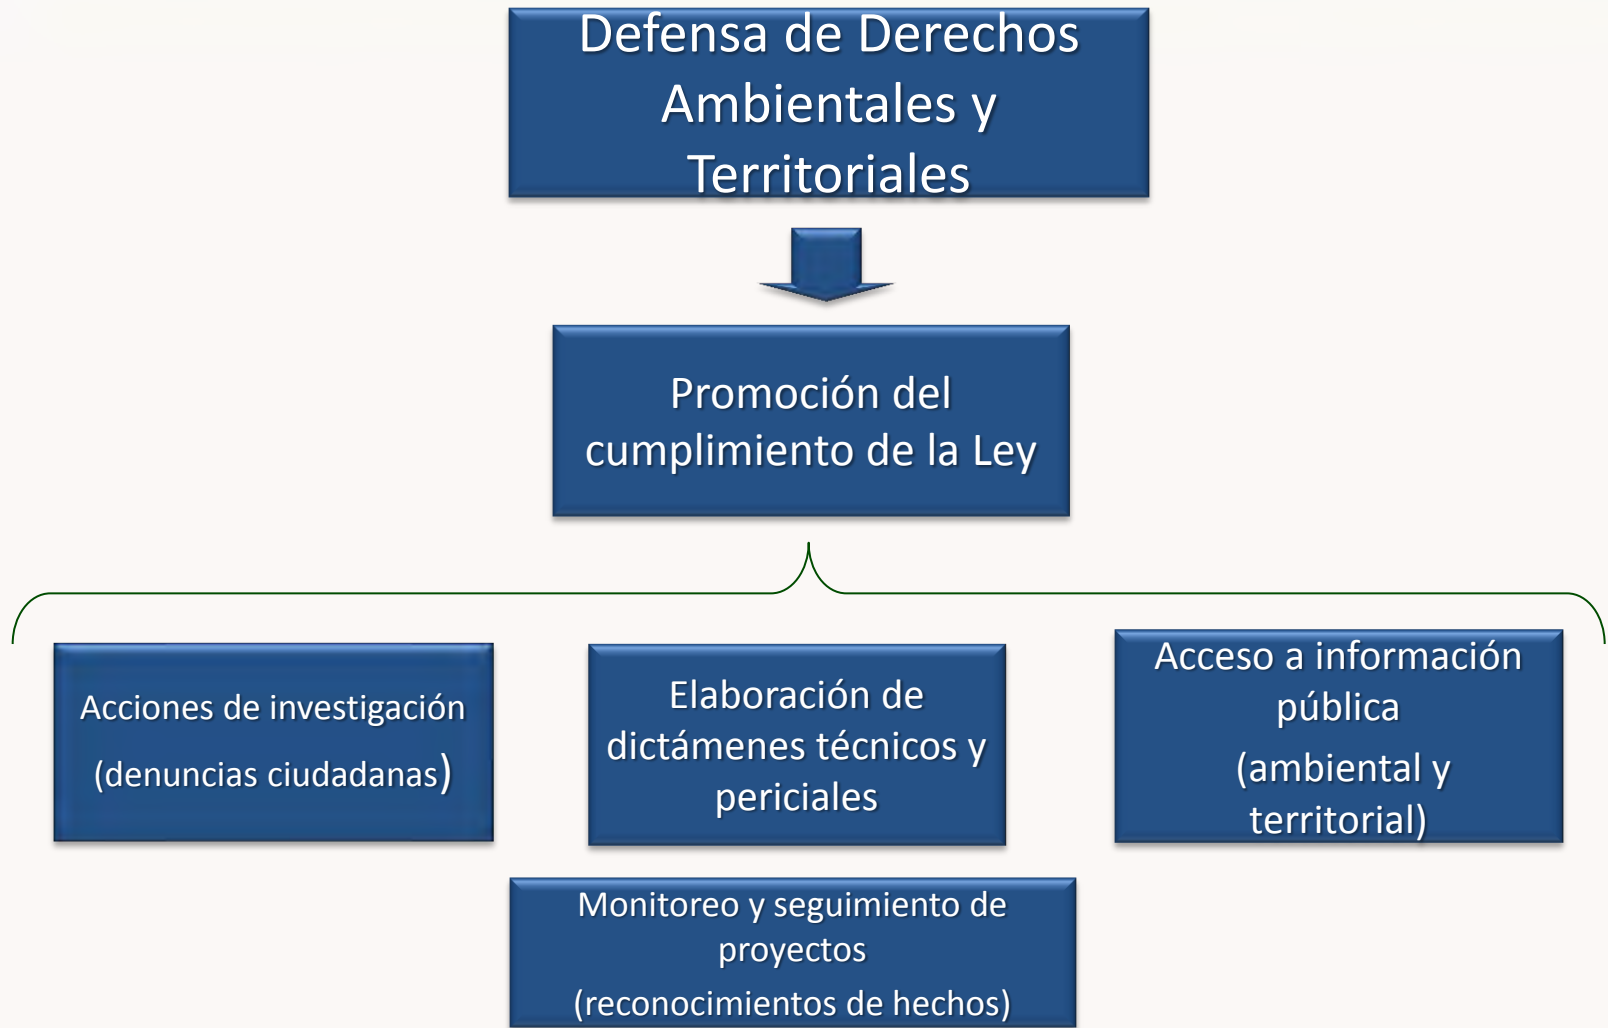 Defensa de Derechos
Ambientales y
Territoriales
Promoción del
cumplimiento de la Ley
Acciones de investigación
(denuncias ciudadanas)
Elaboración de
dictámenes técnicos y
periciales
Acceso a información
pública
(ambiental y
territorial)
Monitoreo y seguimiento de
proyectos
(reconocimientos de hechos)